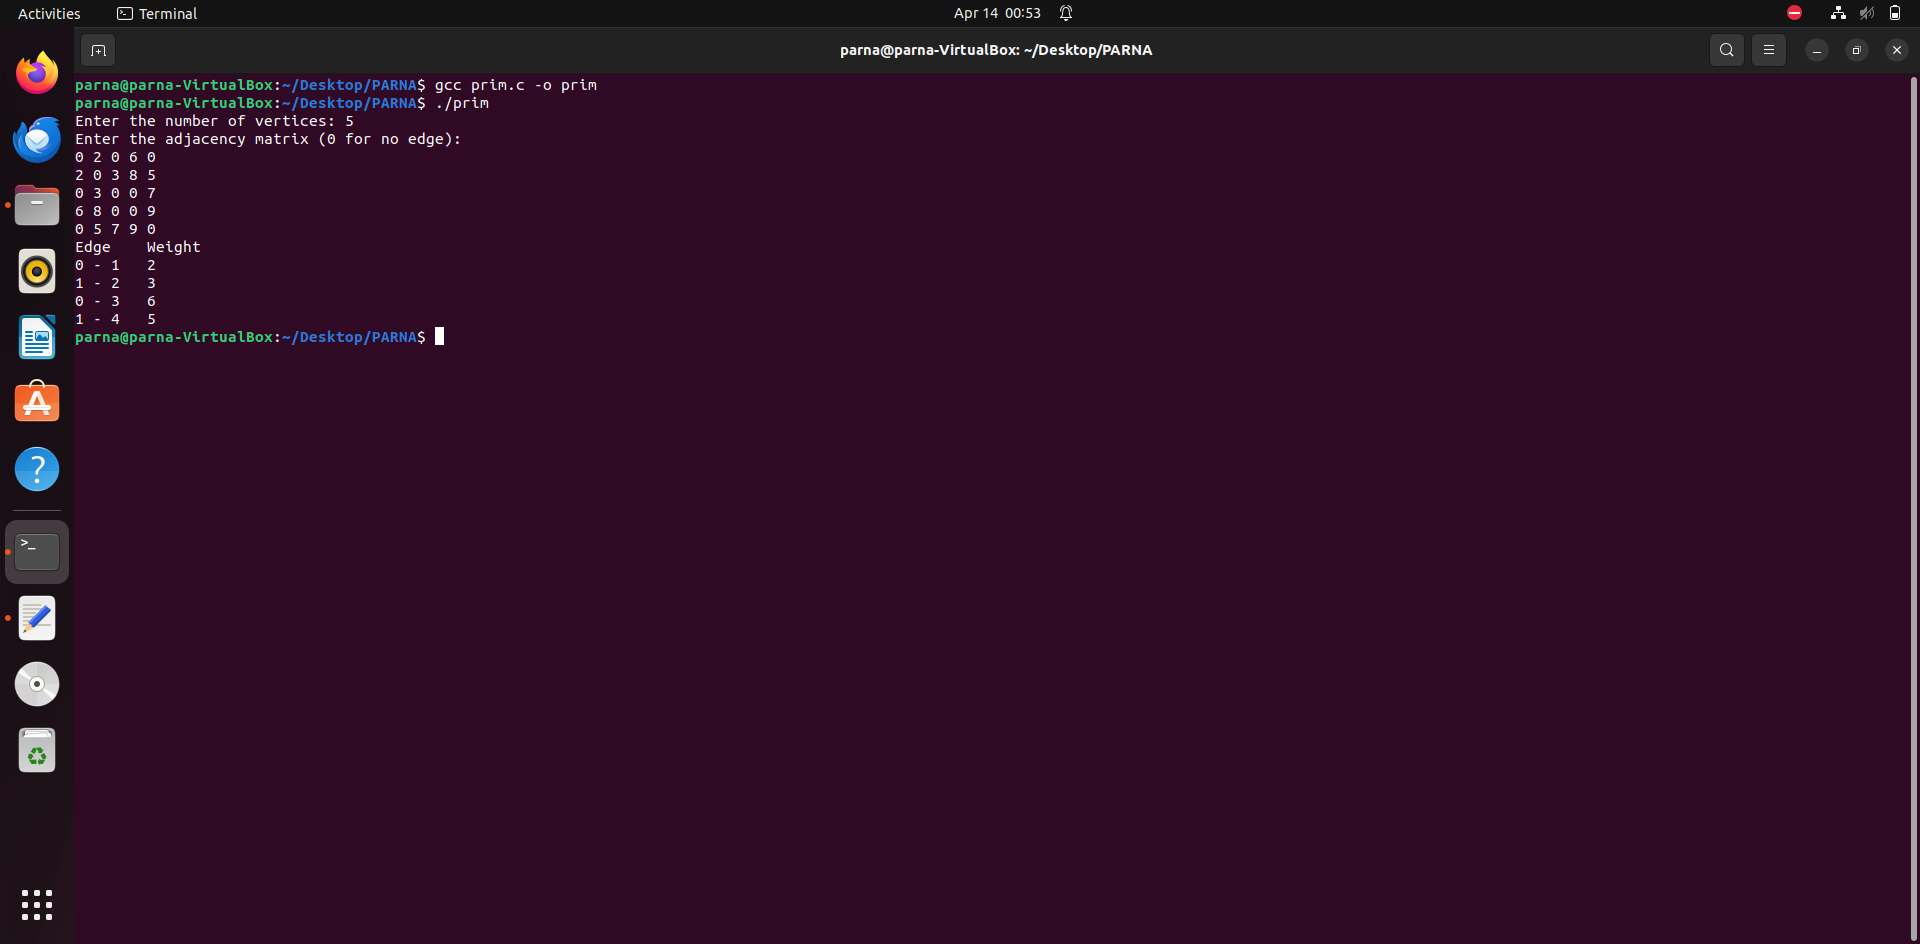 Activities Terminal Apr 14 00:53
parna@parna-VirtualBox: ~/Desktop/PARNA
parna@parna-VirtualBox:~/Desktop/PARNA$ gcc prim.c -o prim
parna@parna-VirtualBox:~/Desktop/PARNA$ ./prim
Enter the number of vertices: 5
Enter the adjacency matrix (0 for no edge):
0 2 0 6 0
2 0 3 8 5
0 3 0 0 7
6 8 0 0 9
0 5 7 9 0
Edge    Weight
0 - 1   2
1 - 2   3
0 - 3   6
1 - 4   5
parna@parna-VirtualBox:~/Desktop/PARNA$